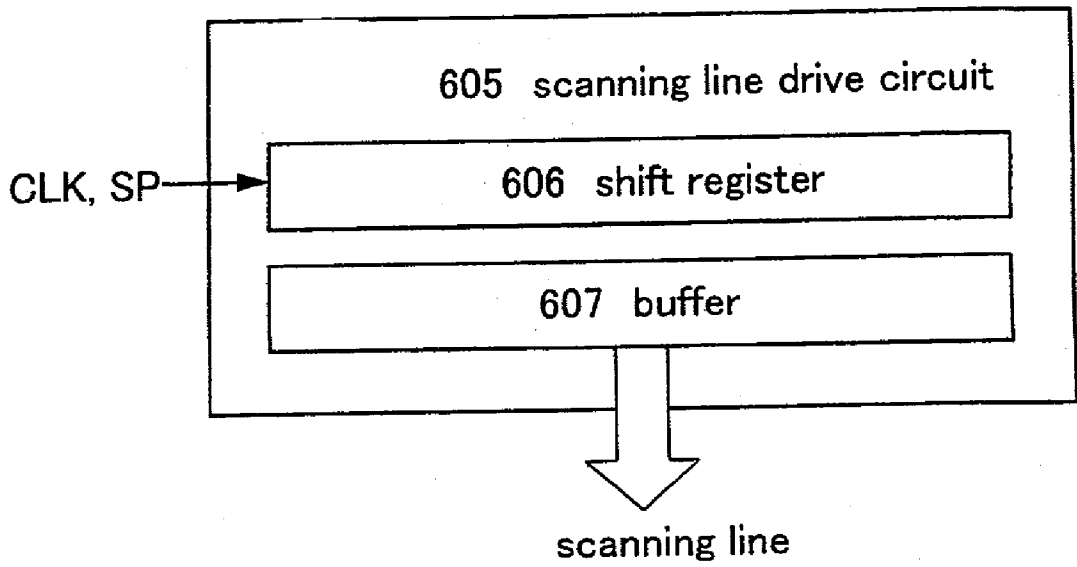 605 scanning line drive circuit
CLK, SP
606 shift register
607 buffer
scanning line